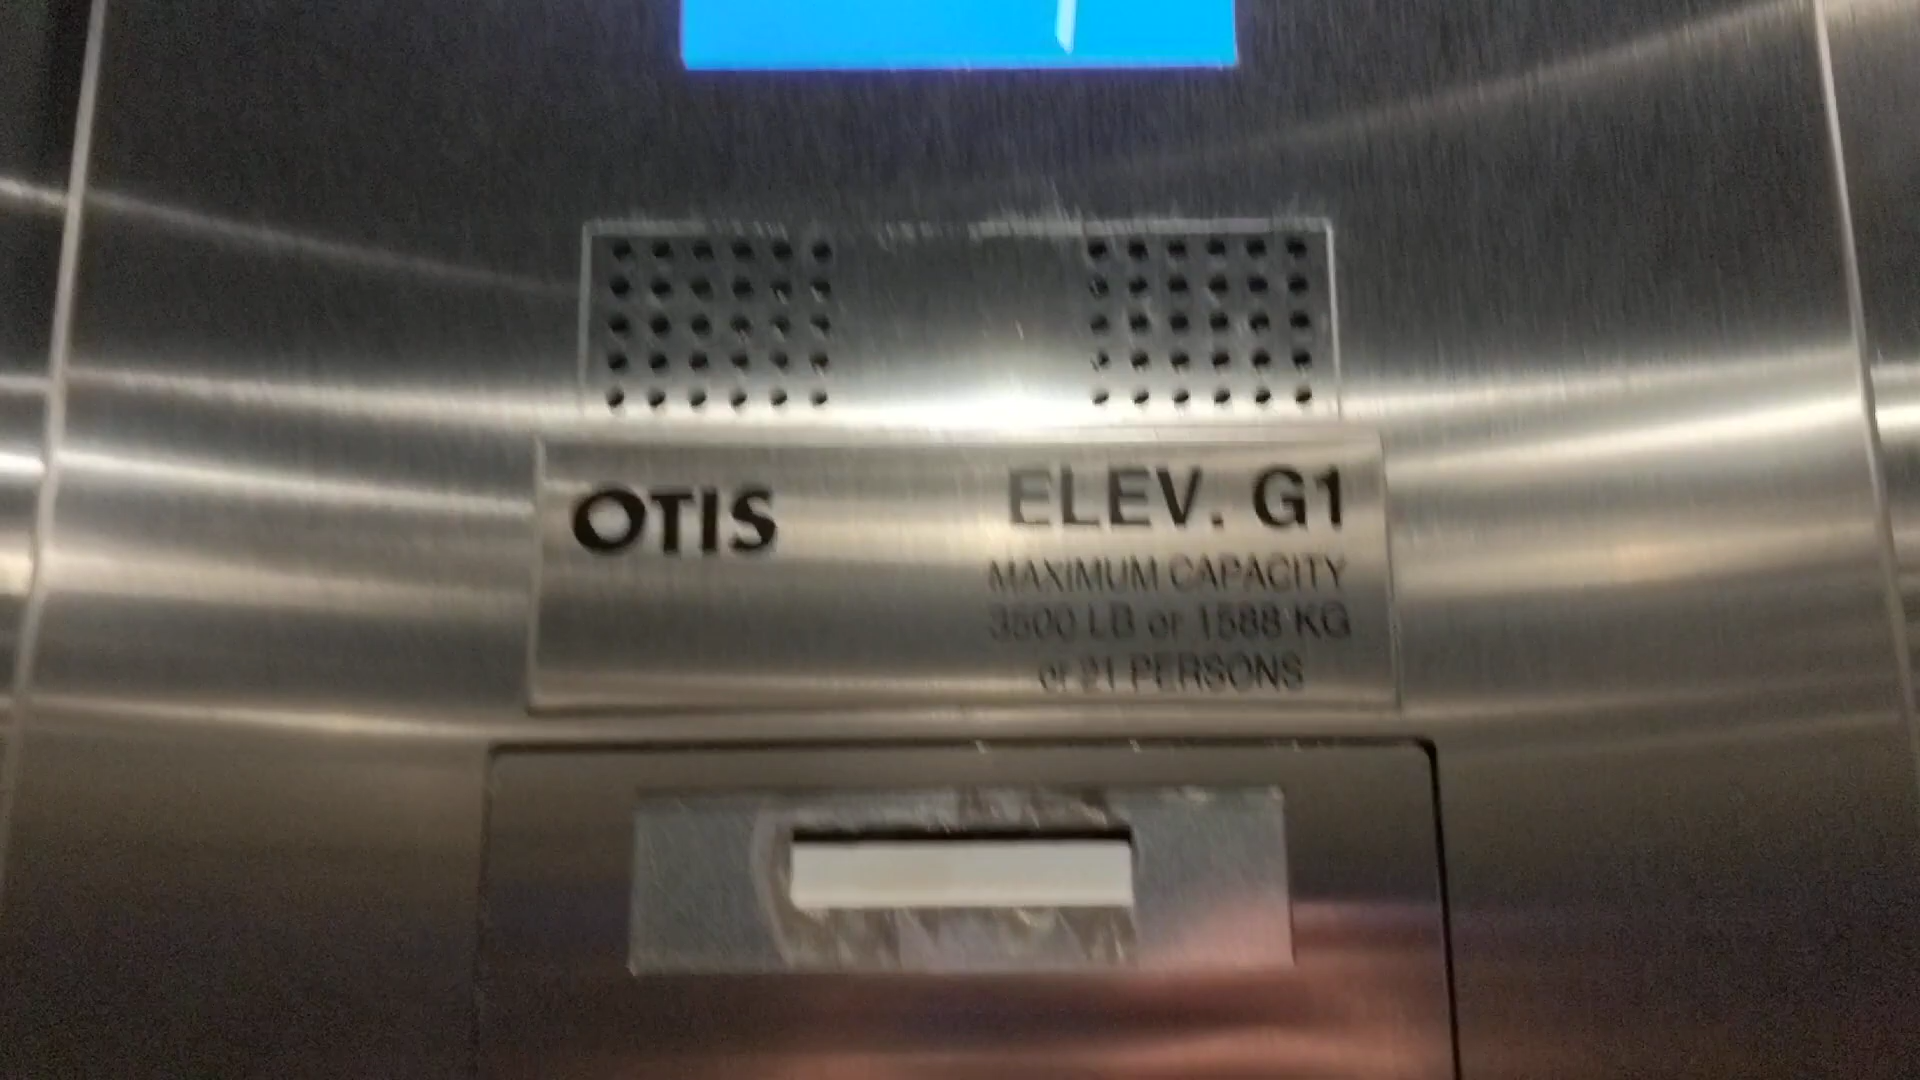 OTIS
ELEV. G1
MAXIMUM CAPACITY
3500 LB or 1588 KG
or 21 PERSONS